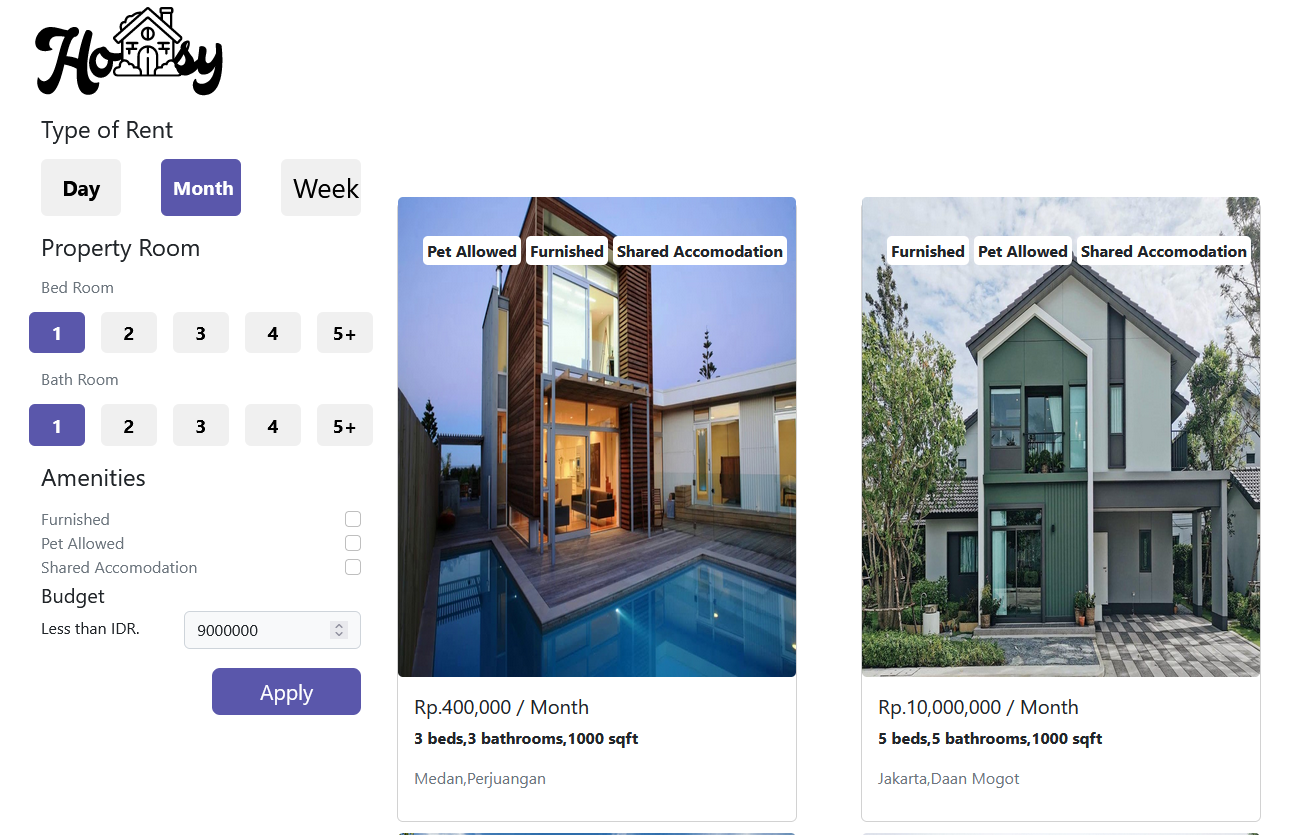 Housy
Type of Rent
Day Month Week
Property Room
Bed Room
1 2 3 4 5+
Bath Room
1 2 3 4 5+
Amenities
Furnished
Pet Allowed
Shared Accomodation
Budget
Less than IDR. 9000000
Apply
Pet Allowed Furnished Shared Accomodation
Rp.400,000 / Month
3 beds,3 bathrooms,1000 sqft
Medan,Perjuangan
Furnished Pet Allowed Shared Accomodation
Rp.10,000,000 / Month
5 beds,5 bathrooms,1000 sqft
Jakarta,Daan Mogot